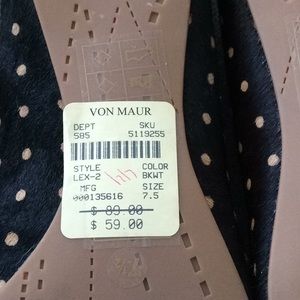 VON MAUR
DEPT SKU
585 5119255
STYLE COLOR
LEX-2 BKWT
MFG SIZE
000135616 7.5
$ 89.00
$ 59.00